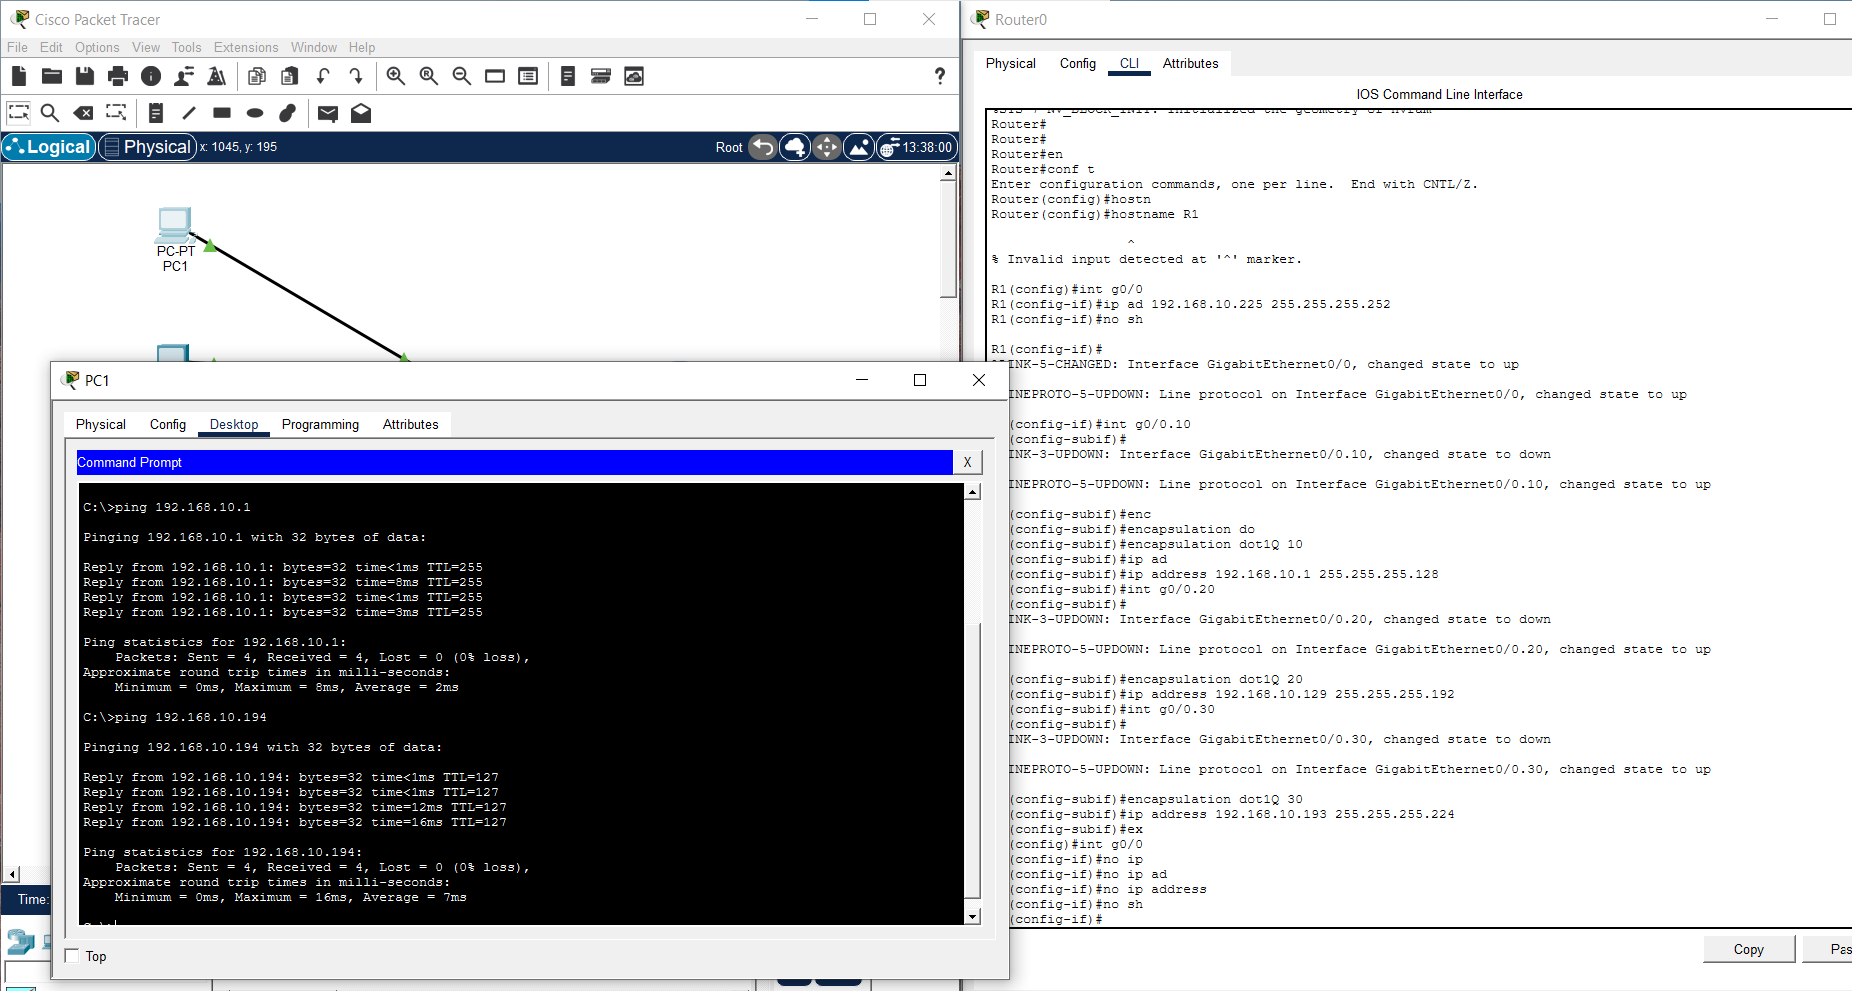 Cisco Packet Tracer
File Edit Options View Tools Extensions Window Help
?
Logical Physical x: 1045, y: 195 Root 13:38:00
PC-PT
PC1
Time:
PC1
Physical Config Desktop Programming Attributes
Command Prompt X
C:\>ping 192.168.10.1
Pinging 192.168.10.1 with 32 bytes of data:
Reply from 192.168.10.1: bytes=32 time<1ms TTL=255
Reply from 192.168.10.1: bytes=32 time=8ms TTL=255
Reply from 192.168.10.1: bytes=32 time<1ms TTL=255
Reply from 192.168.10.1: bytes=32 time=3ms TTL=255
Ping statistics for 192.168.10.1:
Packets: Sent = 4, Received = 4, Lost = 0 (0% loss),
Approximate round trip times in milli-seconds:
Minimum = 0ms, Maximum = 8ms, Average = 2ms
C:\>ping 192.168.10.194
Pinging 192.168.10.194 with 32 bytes of data:
Reply from 192.168.10.194: bytes=32 time<1ms TTL=127
Reply from 192.168.10.194: bytes=32 time<1ms TTL=127
Reply from 192.168.10.194: bytes=32 time=12ms TTL=127
Reply from 192.168.10.194: bytes=32 time=16ms TTL=127
Ping statistics for 192.168.10.194:
Packets: Sent = 4, Received = 4, Lost = 0 (0% loss),
Approximate round trip times in milli-seconds:
Minimum = 0ms, Maximum = 16ms, Average = 7ms
Top
Router0
Physical Config CLI Attributes
IOS Command Line Interface
Router#
Router#
Router#en
Router#conf t
Enter configuration commands, one per line.  End with CNTL/Z.
Router(config)#hostn
Router(config)#hostname R1
^
% Invalid input detected at '^' marker.
R1(config)#int g0/0
R1(config-if)#ip ad 192.168.10.225 255.255.255.252
R1(config-if)#no sh
R1(config-if)#
INK-5-CHANGED: Interface GigabitEthernet0/0, changed state to up
INEPROTO-5-UPDOWN: Line protocol on Interface GigabitEthernet0/0, changed state to up
(config-if)#int g0/0.10
(config-subif)#
INK-3-UPDOWN: Interface GigabitEthernet0/0.10, changed state to down
INEPROTO-5-UPDOWN: Line protocol on Interface GigabitEthernet0/0.10, changed state to up
(config-subif)#enc
(config-subif)#encapsulation do
(config-subif)#encapsulation dot1Q 10
(config-subif)#ip ad
(config-subif)#ip address 192.168.10.1 255.255.255.128
(config-subif)#int g0/0.20
(config-subif)#
INK-3-UPDOWN: Interface GigabitEthernet0/0.20, changed state to down
INEPROTO-5-UPDOWN: Line protocol on Interface GigabitEthernet0/0.20, changed state to up
(config-subif)#encapsulation dot1Q 20
(config-subif)#ip address 192.168.10.129 255.255.255.192
(config-subif)#int g0/0.30
(config-subif)#
INK-3-UPDOWN: Interface GigabitEthernet0/0.30, changed state to down
INEPROTO-5-UPDOWN: Line protocol on Interface GigabitEthernet0/0.30, changed state to up
(config-subif)#encapsulation dot1Q 30
(config-subif)#ip address 192.168.10.193 255.255.255.224
(config-subif)#ex
(config)#int g0/0
(config-if)#no ip
(config-if)#no ip ad
(config-if)#no ip address
(config-if)#no sh
(config-if)#
Copy Pas